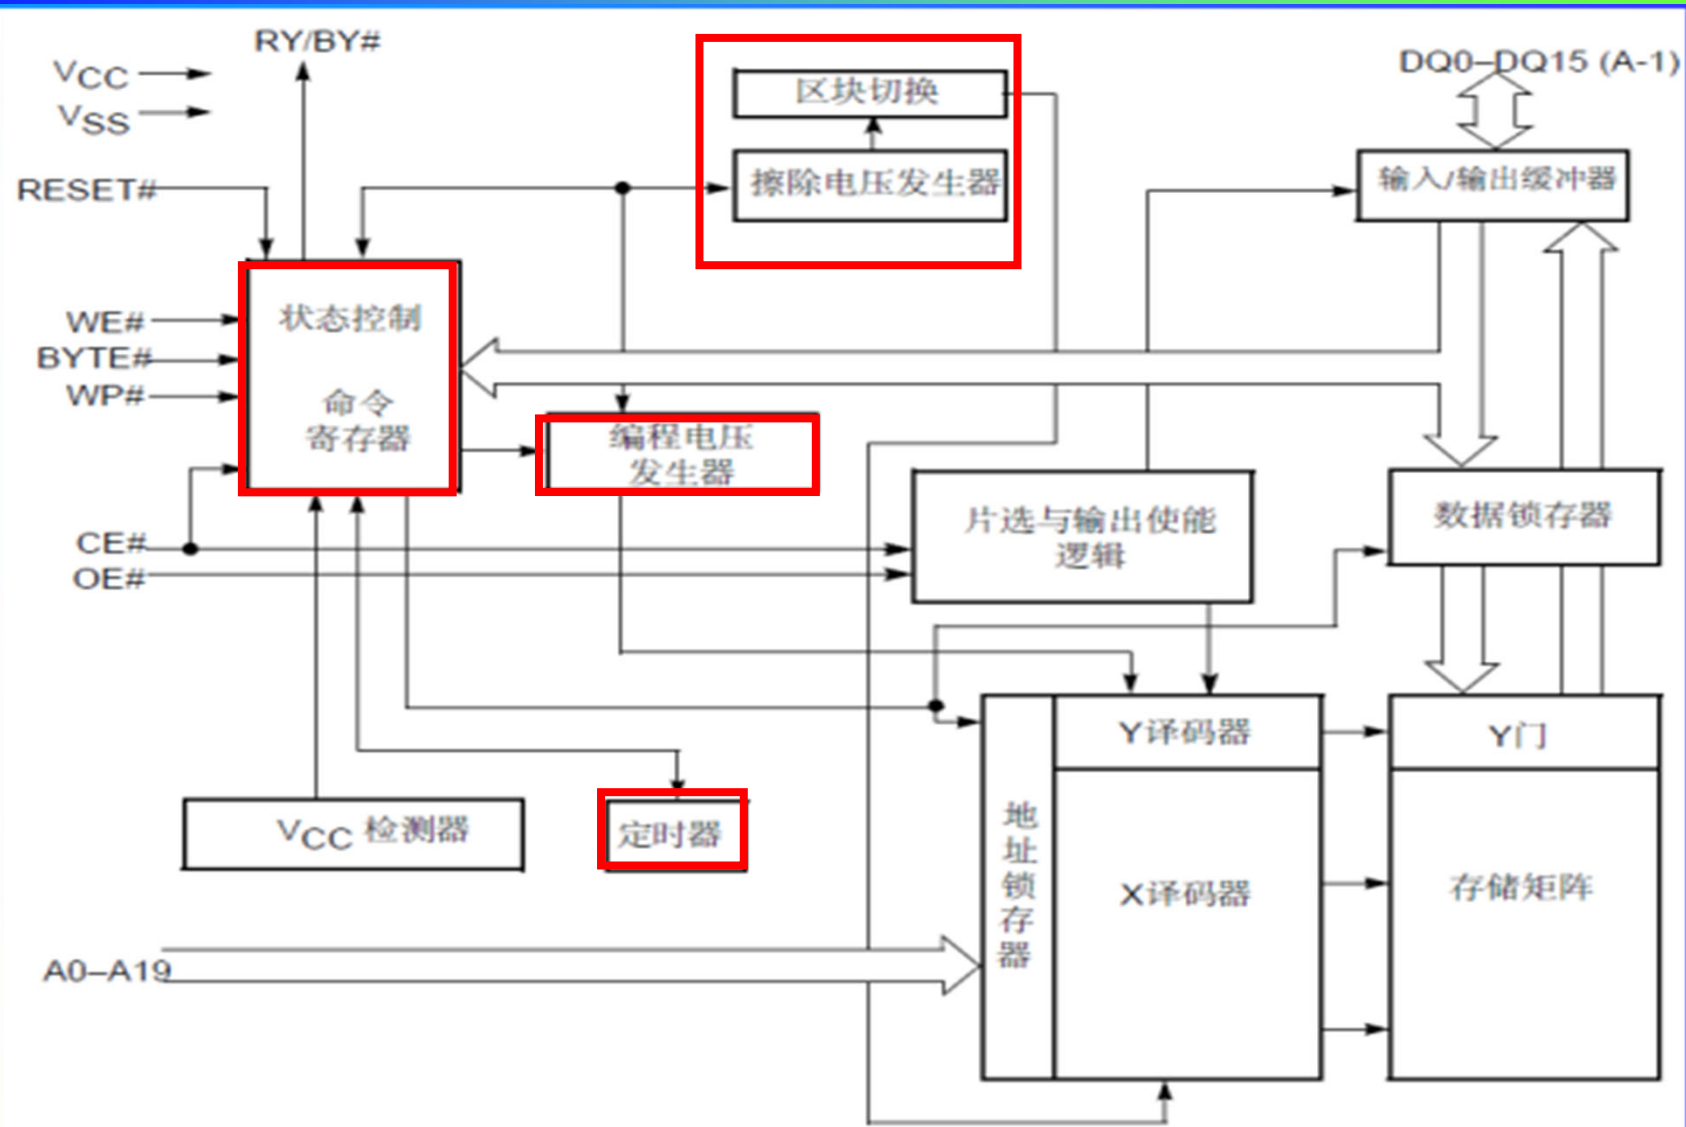 RY/BY#
VCC
VSS
区块切换
DQ0–DQ15 (A-1)
擦除电压发生器
输入/输出缓冲器
RESET#
状态控制
WE#
BYTE#
WP#
命令
寄存器
编程电压
发生器
片选与输出使能
逻辑
数据锁存器
CE#
OE#
Y译码器
Y门
VCC 检测器
定时器
地
址
锁
存
器
X译码器
存储矩阵
A0–A19